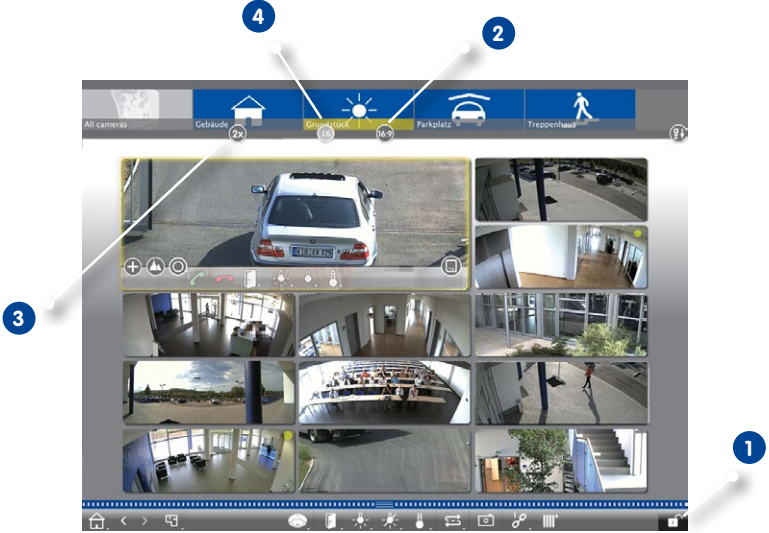 4
2
All cameras
Gebäude
Grundstück
Parkplatz
Treppenhaus
2x
16
16:9
3
1